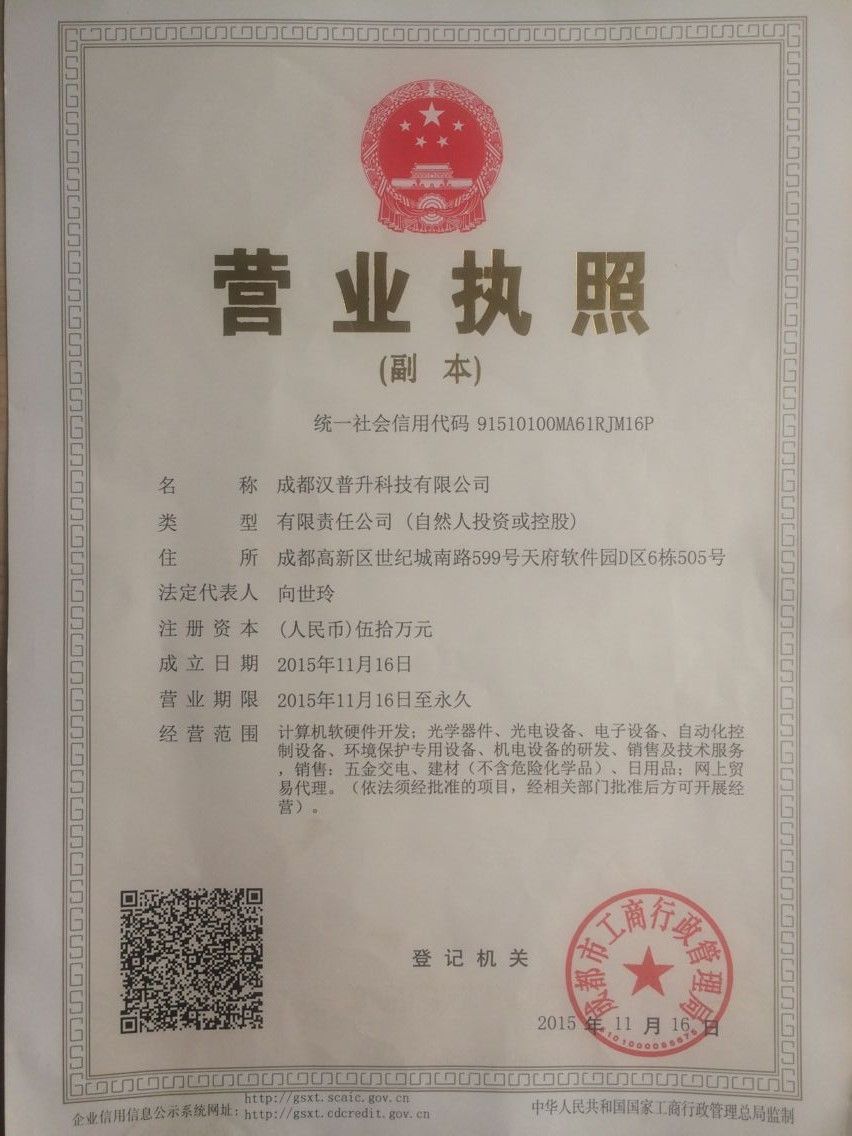 营业执照
(副 本)
统一社会信用代码 91510100MA61RJM16P
名 称 成都汉普升科技有限公司
类 型 有限责任公司(自然人投资或控股)
住 所 成都高新区世纪城南路599号天府软件园D区6栋505号
法定代表人 向世玲
注册资本 (人民币)伍拾万元
成立日期 2015年11月16日
营业期限 2015年11月16日至永久
经营范围 计算机软硬件开发；光学器件、光电设备、电子设备、自动化控
制设备、环境保护专用设备、机电设备的研发、销售及技术服务
，销售：五金交电、建材（不含危险化学品）、日用品；网上贸
易代理。（依法须经批准的项目，经相关部门批准后方可开展经
营）。
登记机关
成都市工商行政管理局
2015 年 11 月 16 日
企业信用信息公示系统网址：
http://gsxt.scaic.gov.cn
http://gsxt.cdcredit.gov.cn
中华人民共和国国家工商行政管理总局监制